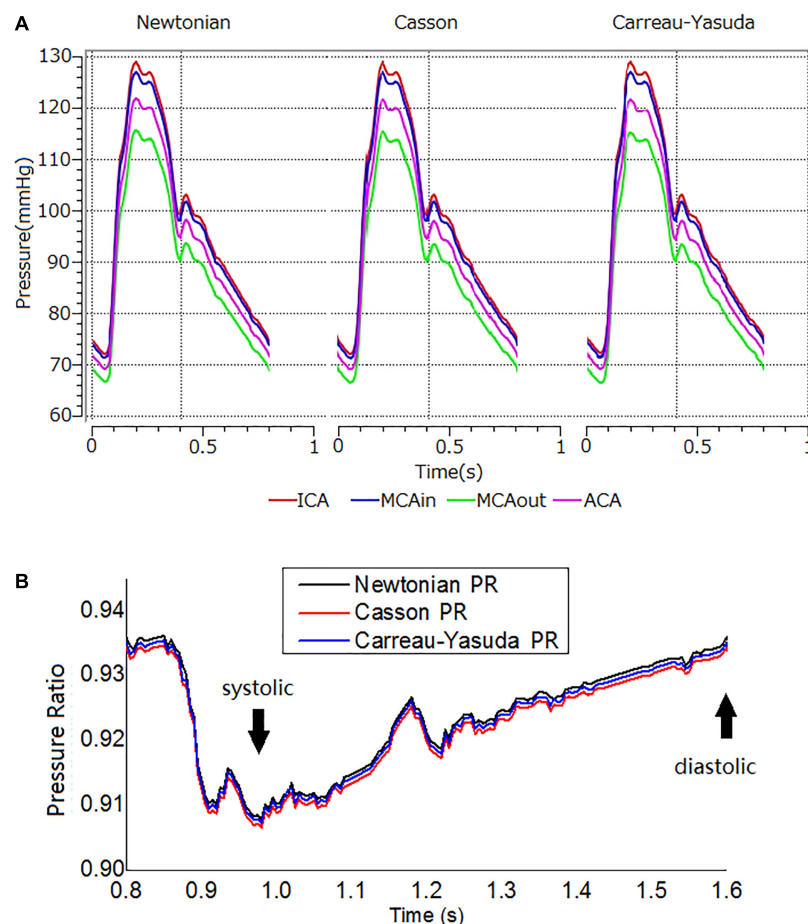 A
Newtonian Casson Carreau-Yasuda
Pressure(mmHg)
130
120
110
100
90
80
70
60
0 0.5 1 0 0.5 1 0 0.5 1
Time(s)
ICA MCAin MCAout ACA
B
Pressure Ratio
0.94
0.93
0.92
0.91
0.90
Newtonian PR
Casson PR
Carreau-Yasuda PR
systolic
diastolic
0.8 0.9 1.0 1.1 1.2 1.3 1.4 1.5 1.6
Time (s)